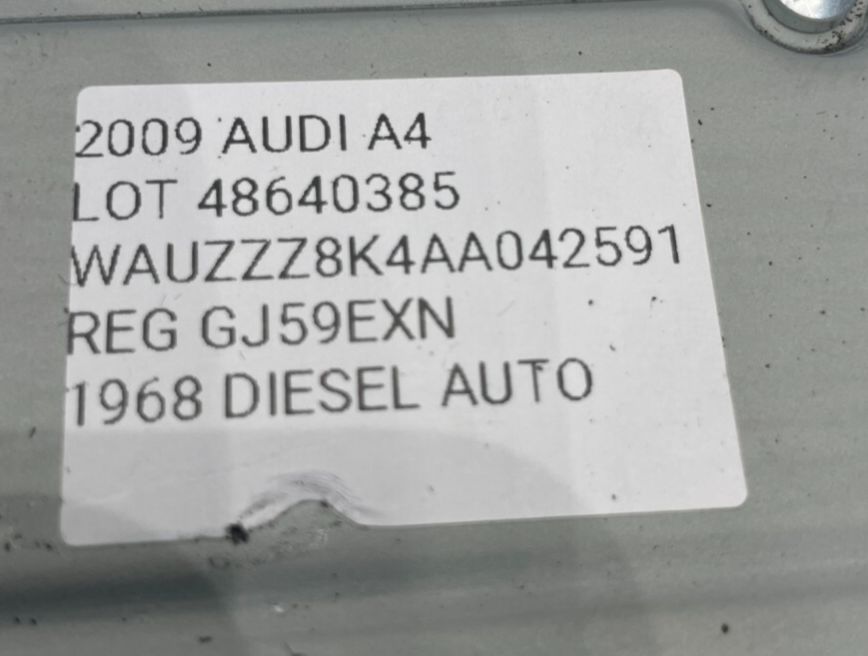 2009 AUDI A4
LOT 48640385
WAUZZZ8K4AA042591
REG GJ59EXN
1968 DIESEL AUTO